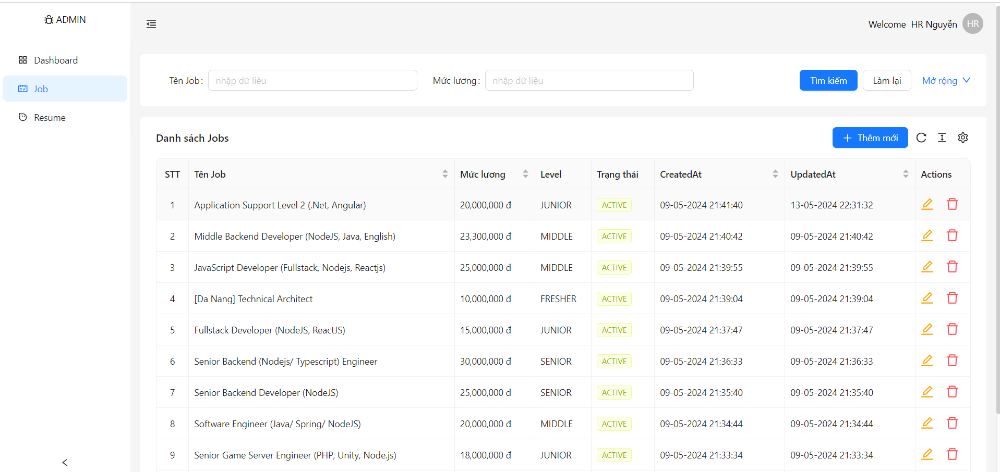 ADMIN
Welcome HR Nguyễn HR
Dashboard
Job
Resume
Tên Job: nhập dữ liệu Mức lương: nhập dữ liệu Tìm kiếm Làm lại Mở rộng
Danh sách Jobs Thêm mới
STT Tên Job Mức lương Level Trạng thái CreatedAt UpdatedAt Actions
1 Application Support Level 2 (.Net, Angular) 20,000,000 đ JUNIOR ACTIVE 09-05-2024 21:41:40 13-05-2024 22:31:32
2 Middle Backend Developer (NodeJS, Java, English) 23,300,000 đ MIDDLE ACTIVE 09-05-2024 21:40:42 09-05-2024 21:40:42
3 JavaScript Developer (Fullstack, Nodejs, Reactjs) 25,000,000 đ MIDDLE ACTIVE 09-05-2024 21:39:55 09-05-2024 21:39:55
4 [Da Nang] Technical Architect 10,000,000 đ FRESHER ACTIVE 09-05-2024 21:39:04 09-05-2024 21:39:04
5 Fullstack Developer (NodeJS, ReactJS) 15,000,000 đ JUNIOR ACTIVE 09-05-2024 21:37:47 09-05-2024 21:37:47
6 Senior Backend (Nodejs/ Typescript) Engineer 30,000,000 đ SENIOR ACTIVE 09-05-2024 21:36:33 09-05-2024 21:36:33
7 Senior Backend Developer (NodeJS) 25,000,000 đ SENIOR ACTIVE 09-05-2024 21:35:40 09-05-2024 21:35:40
8 Software Engineer (Java/ Spring/ NodeJS) 20,000,000 đ MIDDLE ACTIVE 09-05-2024 21:34:44 09-05-2024 21:34:44
9 Senior Game Server Engineer (PHP, Unity, Node.js) 18,000,000 đ JUNIOR ACTIVE 09-05-2024 21:33:34 09-05-2024 21:33:34